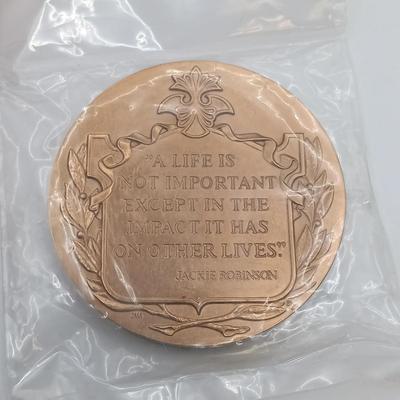 "A LIFE IS
NOT IMPORTANT
EXCEPT IN THE
IMPACT IT HAS
ON OTHER LIVES."
JACKIE ROBINSON